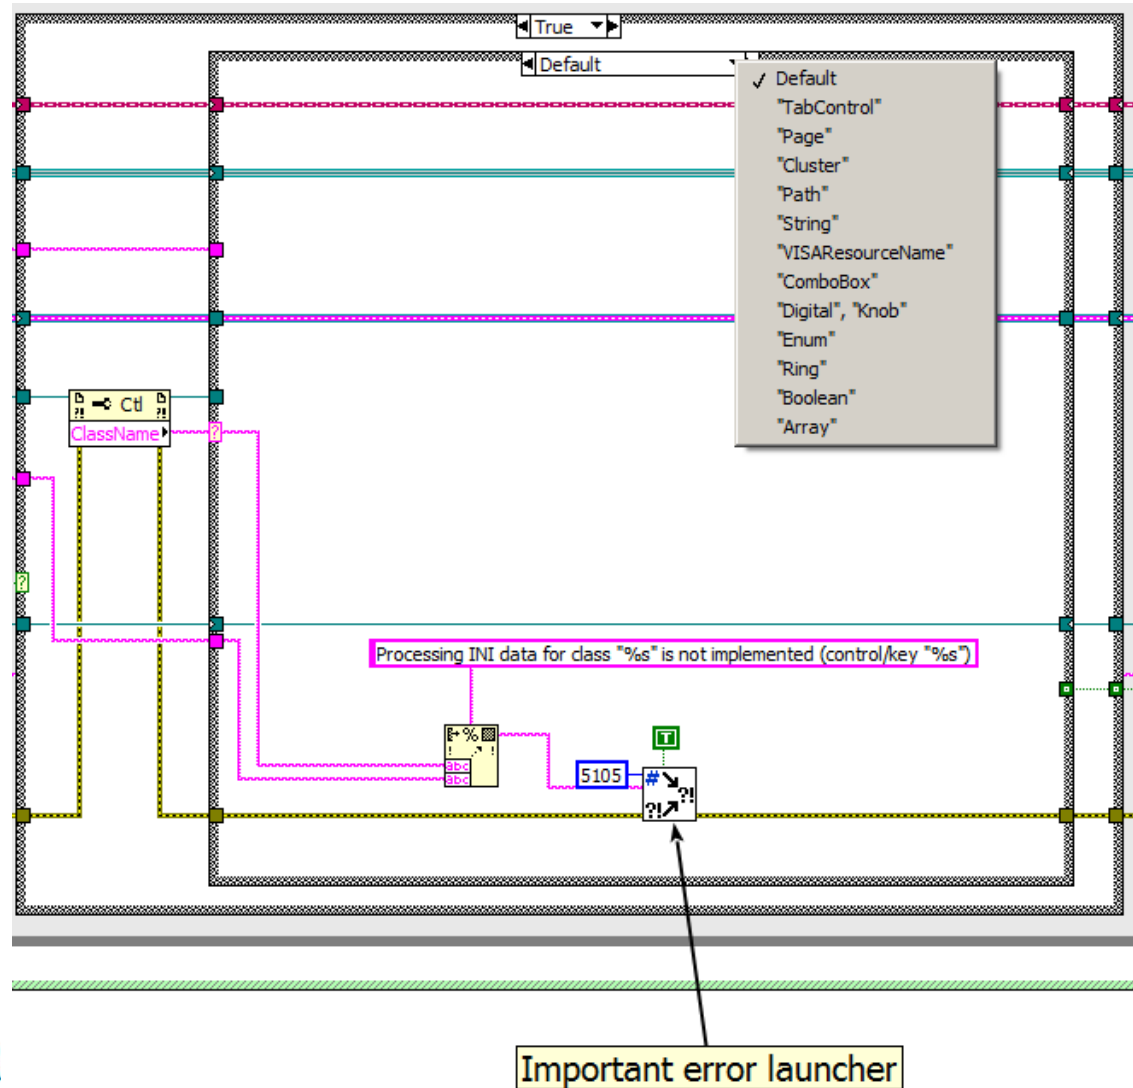 True
Default
Default
"TabControl"
"Page"
"Cluster"
"Path"
"String"
"VISAResourceName"
"ComboBox"
"Digital", "Knob"
"Enum"
"Ring"
"Boolean"
"Array"
Ctl
ClassName
?
?
Processing INI data for class "%s" is not implemented (control/key "%s")
%
abc
abc
T
5105
#
?!
?!
Important error launcher